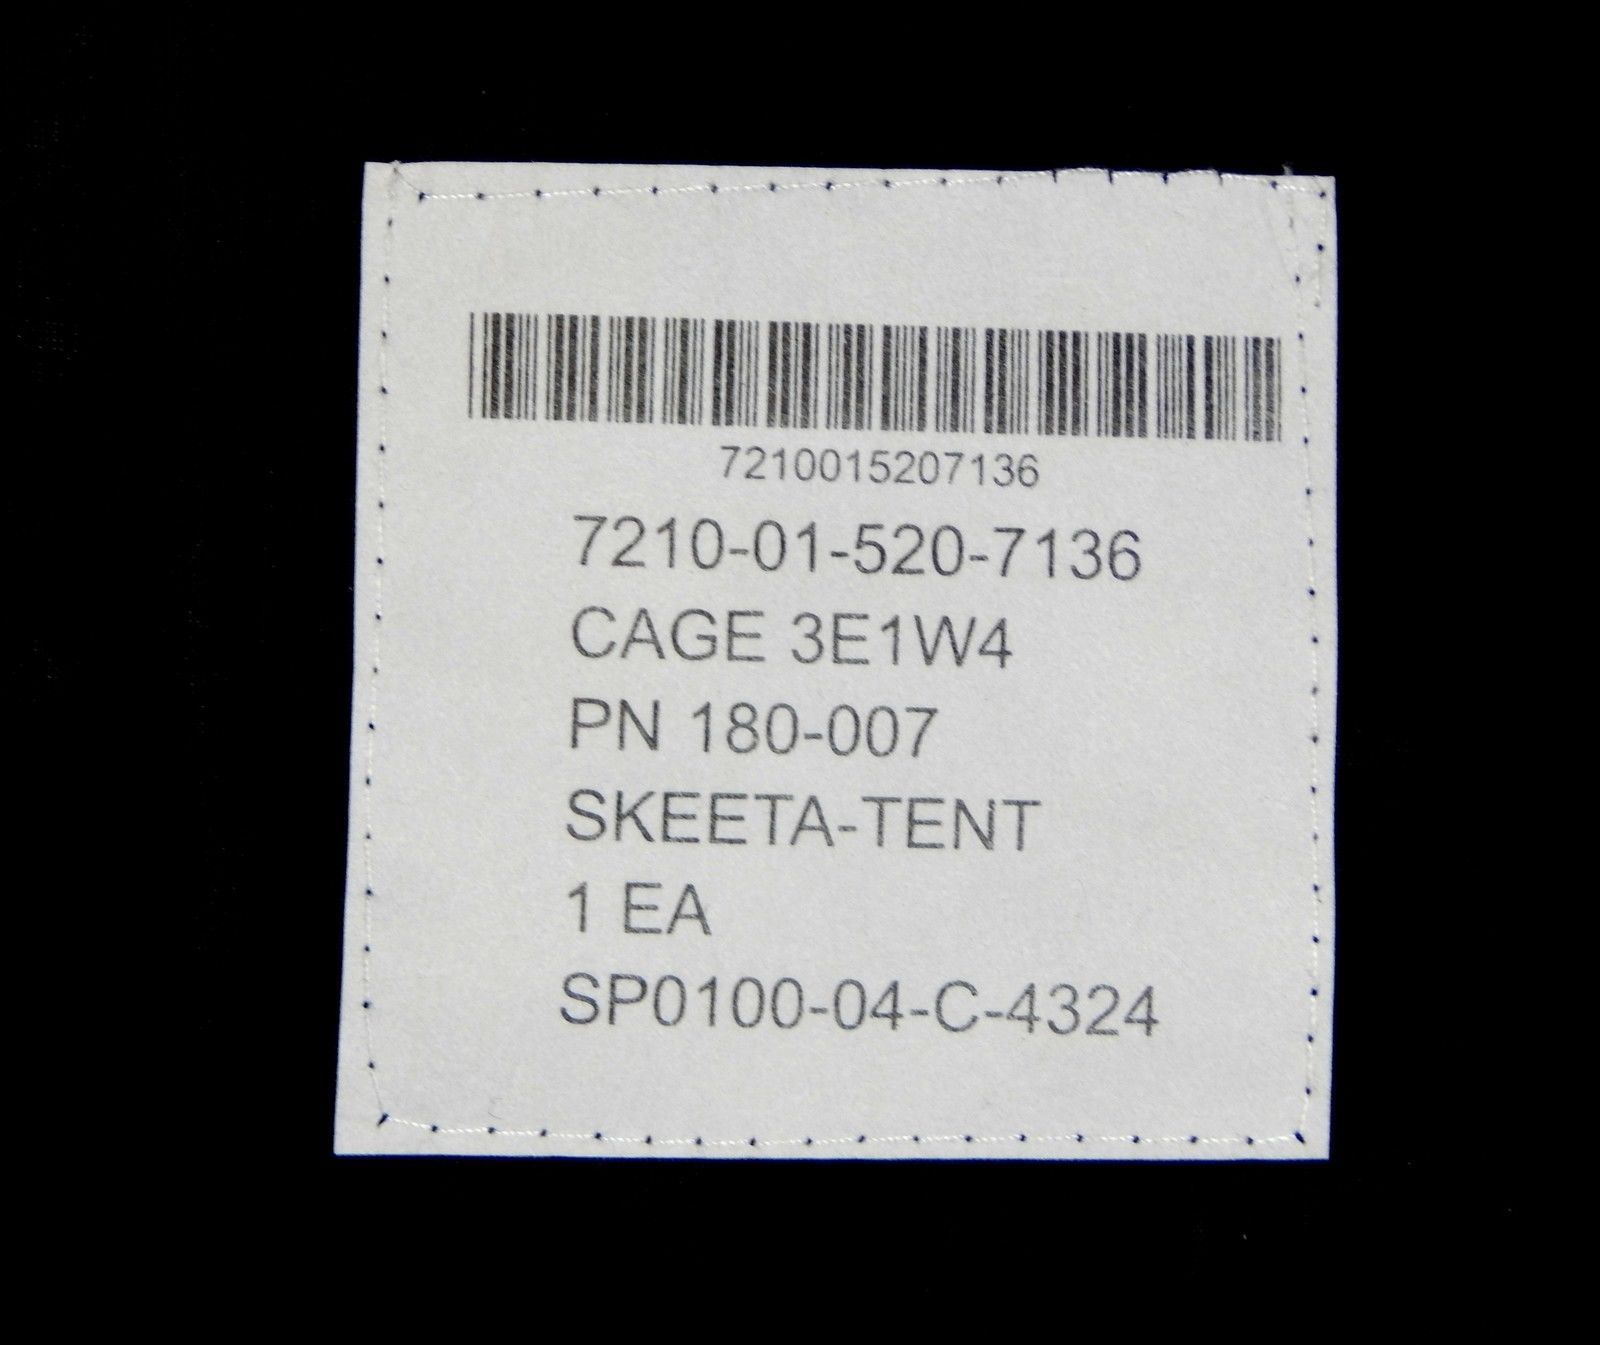 7210015207136
7210-01-520-7136
CAGE 3E1W4
PN 180-007
SKEETA-TENT
1 EA
SP0100-04-C-4324